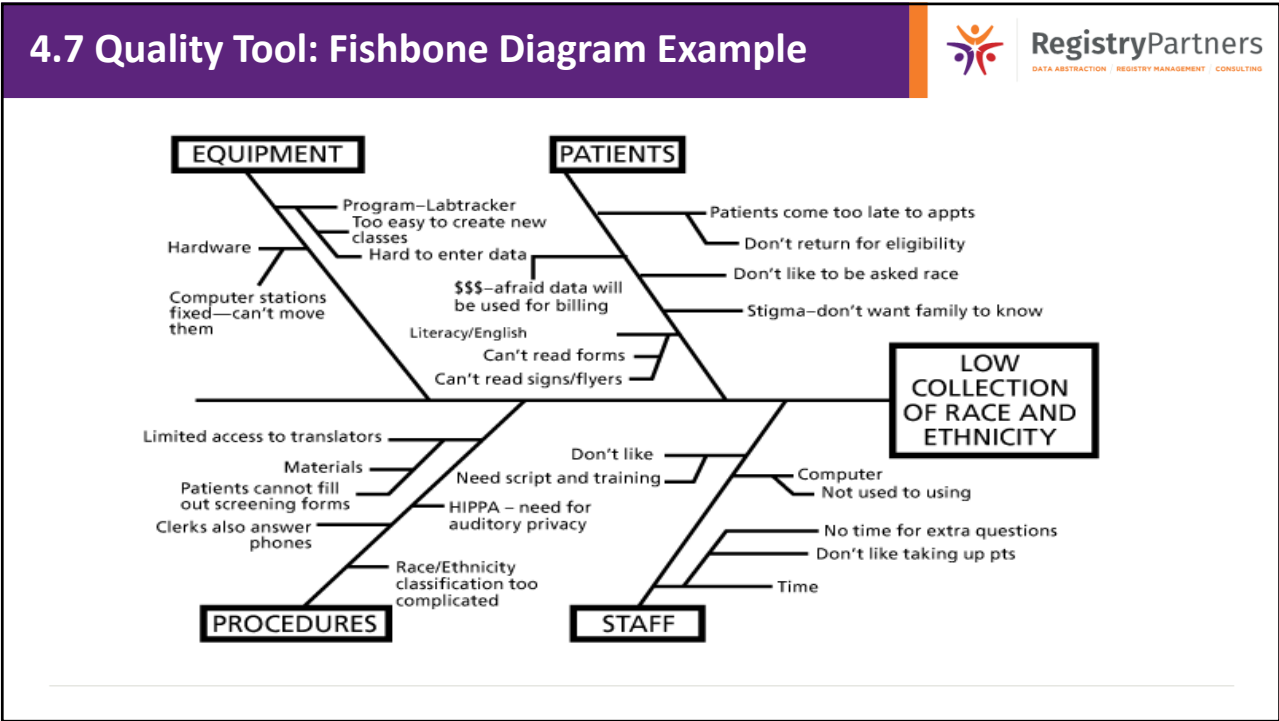 4.7 Quality Tool: Fishbone Diagram Example
RegistryPartners
DATA ABSTRACTION / REGISTRY MANAGEMENT / CONSULTING
EQUIPMENT
Program–Labtracker
Too easy to create new
classes
Hard to enter data
Hardware
Computer stations
fixed—can't move
them
PATIENTS
Patients come too late to appts
Don't return for eligibility
Don't like to be asked race
Stigma–don't want family to know
$$$–afraid data will
be used for billing
Literacy/English
Can't read forms
Can't read signs/flyers
LOW
COLLECTION
OF RACE AND
ETHNICITY
Limited access to translators
Materials
Patients cannot fill
out screening forms
Clerks also answer
phones
HIPPA – need for
auditory privacy
Race/Ethnicity
classification too
complicated
PROCEDURES
Don't like
Need script and training
Computer
Not used to using
No time for extra questions
Don't like taking up pts
Time
STAFF